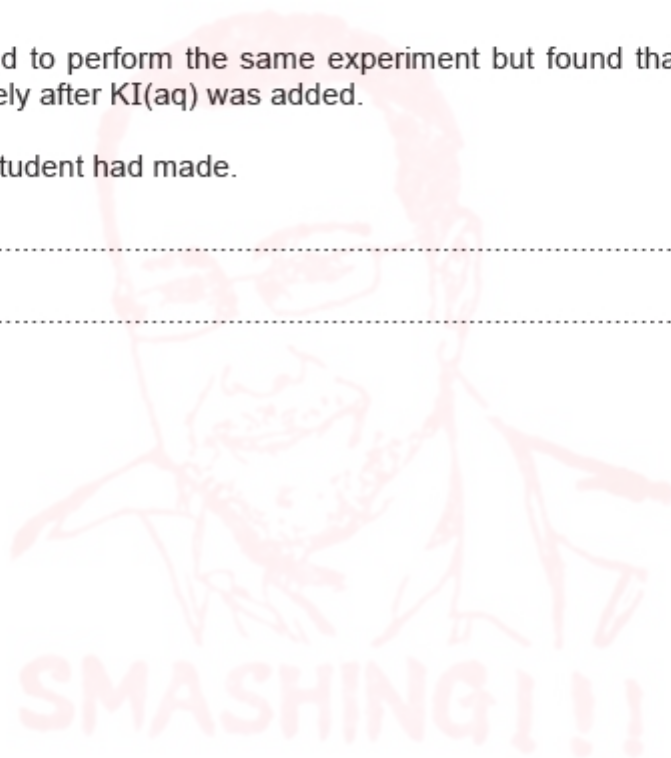 d to perform the same experiment but found tha
ely after KI(aq) was added.
tudent had made.
SMASHING!!!